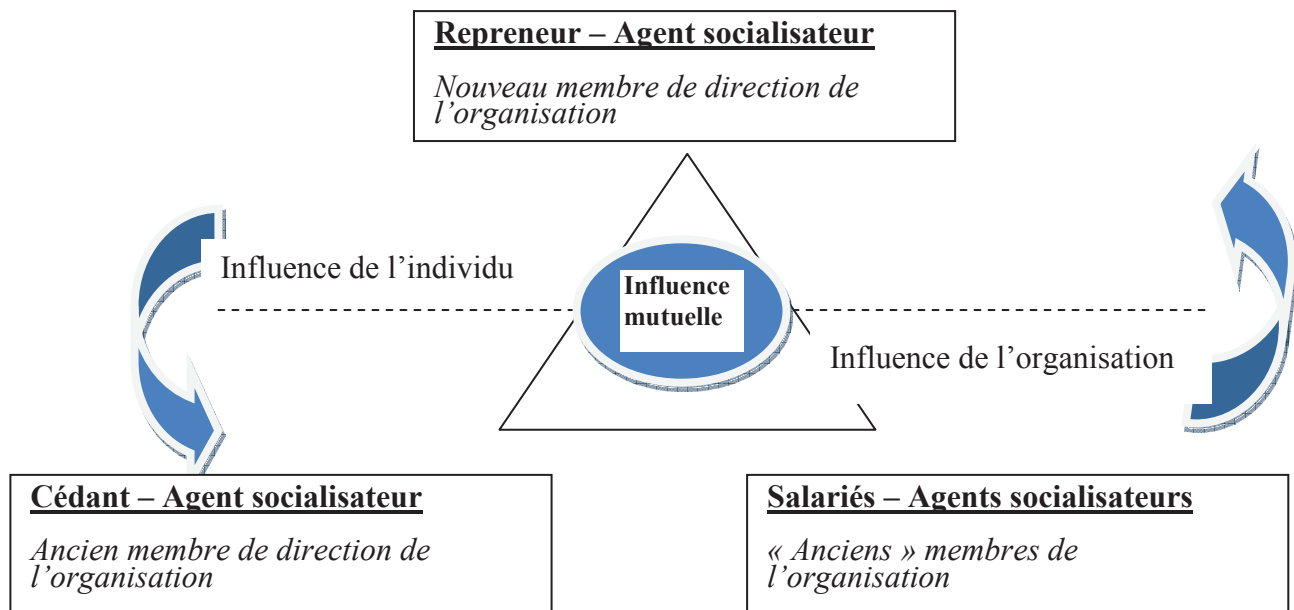 Repreneur – Agent socialisateur
Nouveau membre de direction de
l’organisation
Influence de l’individu
Influence
mutuelle
Influence de l’organisation
Cédant – Agent socialisateur
Ancien membre de direction de
l’organisation
Salariés – Agents socialisateurs
« Anciens » membres de
l’organisation